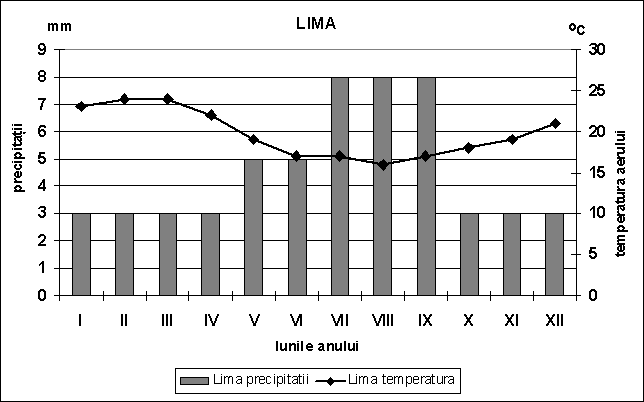 LIMA
mm
ºC
precipitații
9
8
7
6
5
4
3
2
1
0
30
25
20
15
10
5
0
temperatura aerului
I II III IV V VI VII VIII IX X XI XII
lunile anului
Lima precipitatii Lima temperatura